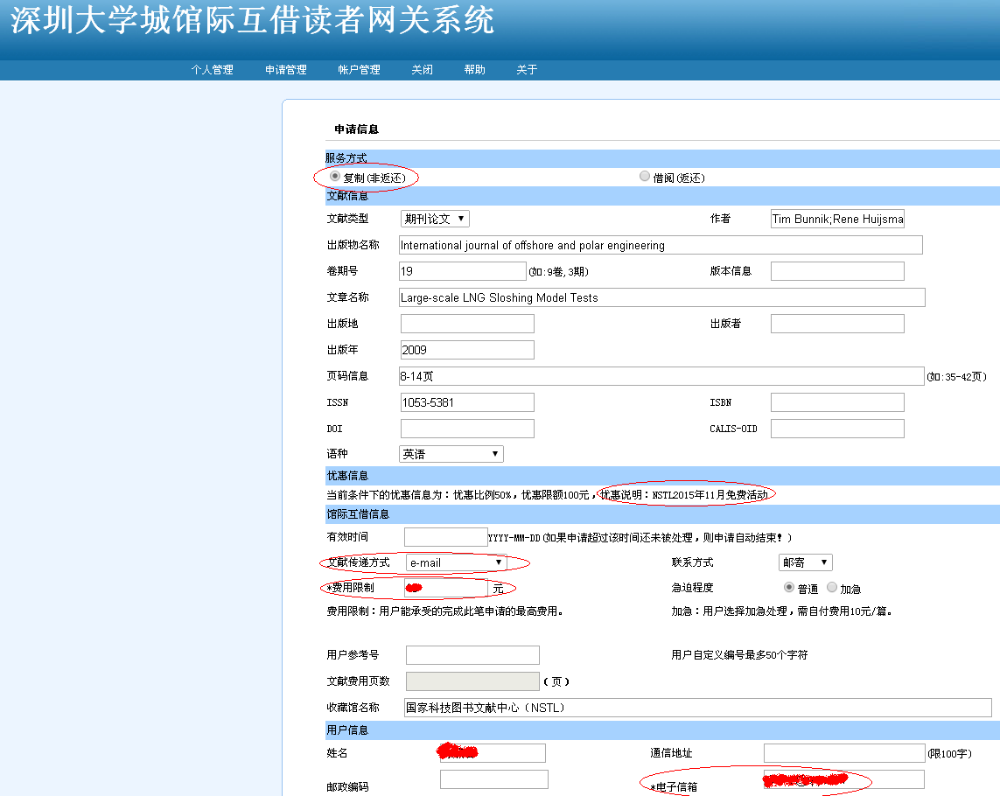 深圳大学城馆际互借读者网关系统
个人管理 申请管理 帐户管理 关闭 帮助 关于
申请信息
服务方式
复制(非返还) 借阅(返还)
文献信息
文献类型 期刊论文 作者 Tim Bunnik;Rene Huijsma
出版物名称 International journal of offshore and polar engineering
卷期号 19 (如:9卷,3期) 版本信息
文章名称 Large-scale LNG Sloshing Model Tests
出版地 出版者
出版年 2009
页码信息 8-14页 (如:35-42页)
ISSN 1053-5381 ISBN
DOI CALIS-OID
语种 英语
优惠信息
当前条件下的优惠信息为:优惠比例50%,优惠限额100元,优惠说明:NSTL2015年11月免费活动
馆际互借信息
有效时间 YYYY-MM-DD(如果申请超过该时间还未被处理,则申请自动结束!)
文献传递方式 e-mail 联系方式 邮寄
*费用限制 元 急迫程度 普通 加急
费用限制:用户能承受的完成此笔申请的最高费用。 加急:用户选择加急处理,需自付费用10元/篇。
用户参考号 用户自定义编号最多50个字符
文献费用页数 (页)
收藏馆名称 国家科技图书文献中心(NSTL)
用户信息
姓名 通信地址 (限100字)
邮政编码 *电子信箱